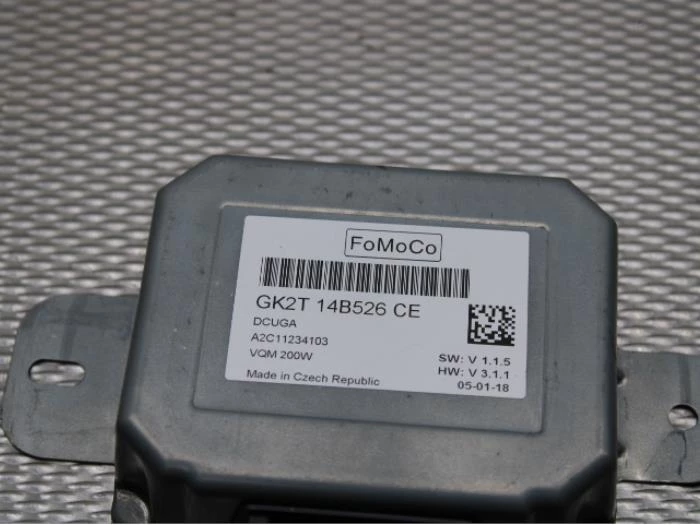 FoMoCo
GK2T 14B526 CE
DCUGA
A2C11234103
VQM 200W
SW: V 1.1.5
HW: V 3.1.1
Made in Czech Republic
05-01-18